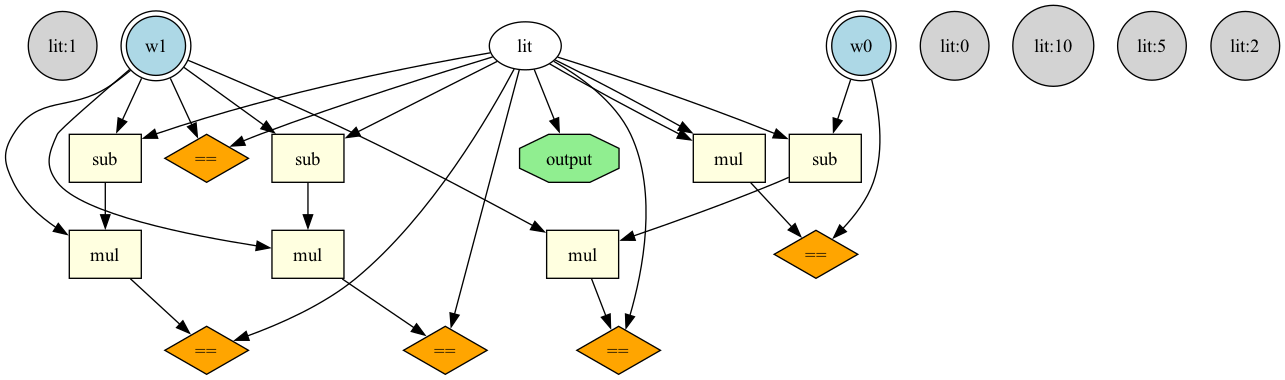 lit:1 w1 lit w0 lit:0 lit:10 lit:5 lit:2
sub == sub output mul sub
mul mul mul ==
== == ==